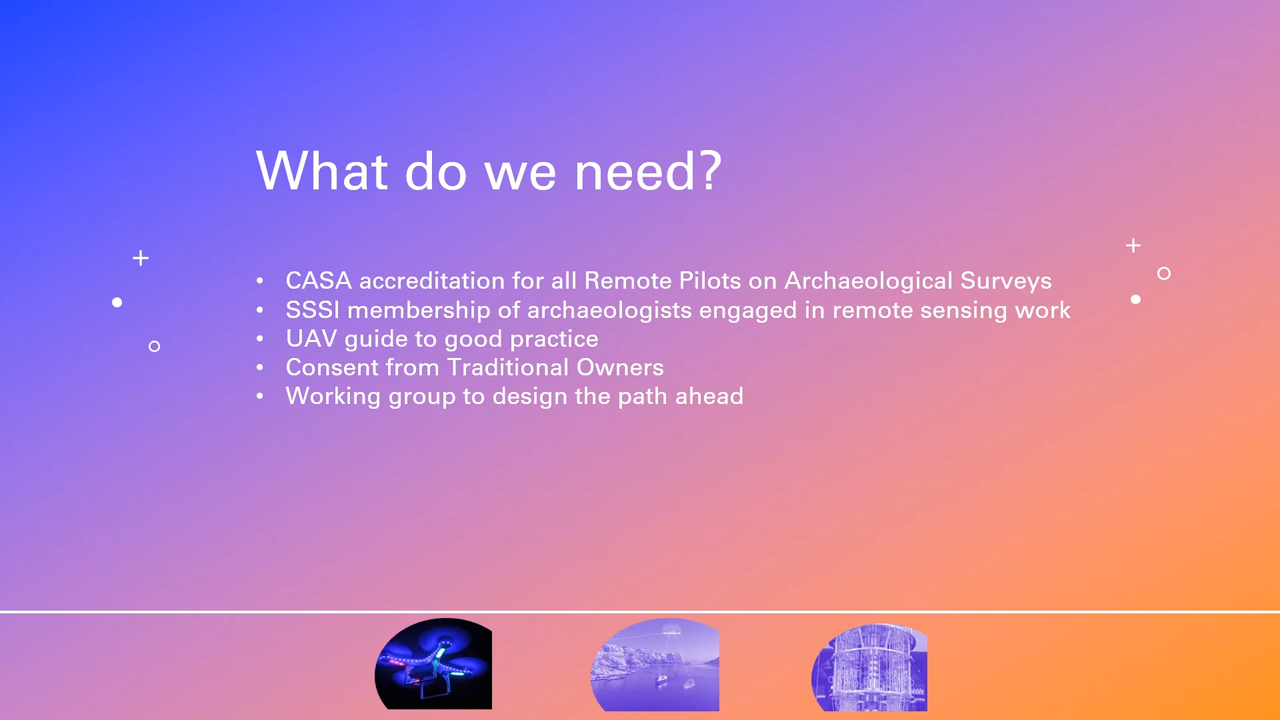 What do we need?
• CASA accreditation for all Remote Pilots on Archaeological Surveys
• SSSI membership of archaeologists engaged in remote sensing work
• UAV guide to good practice
• Consent from Traditional Owners
• Working group to design the path ahead